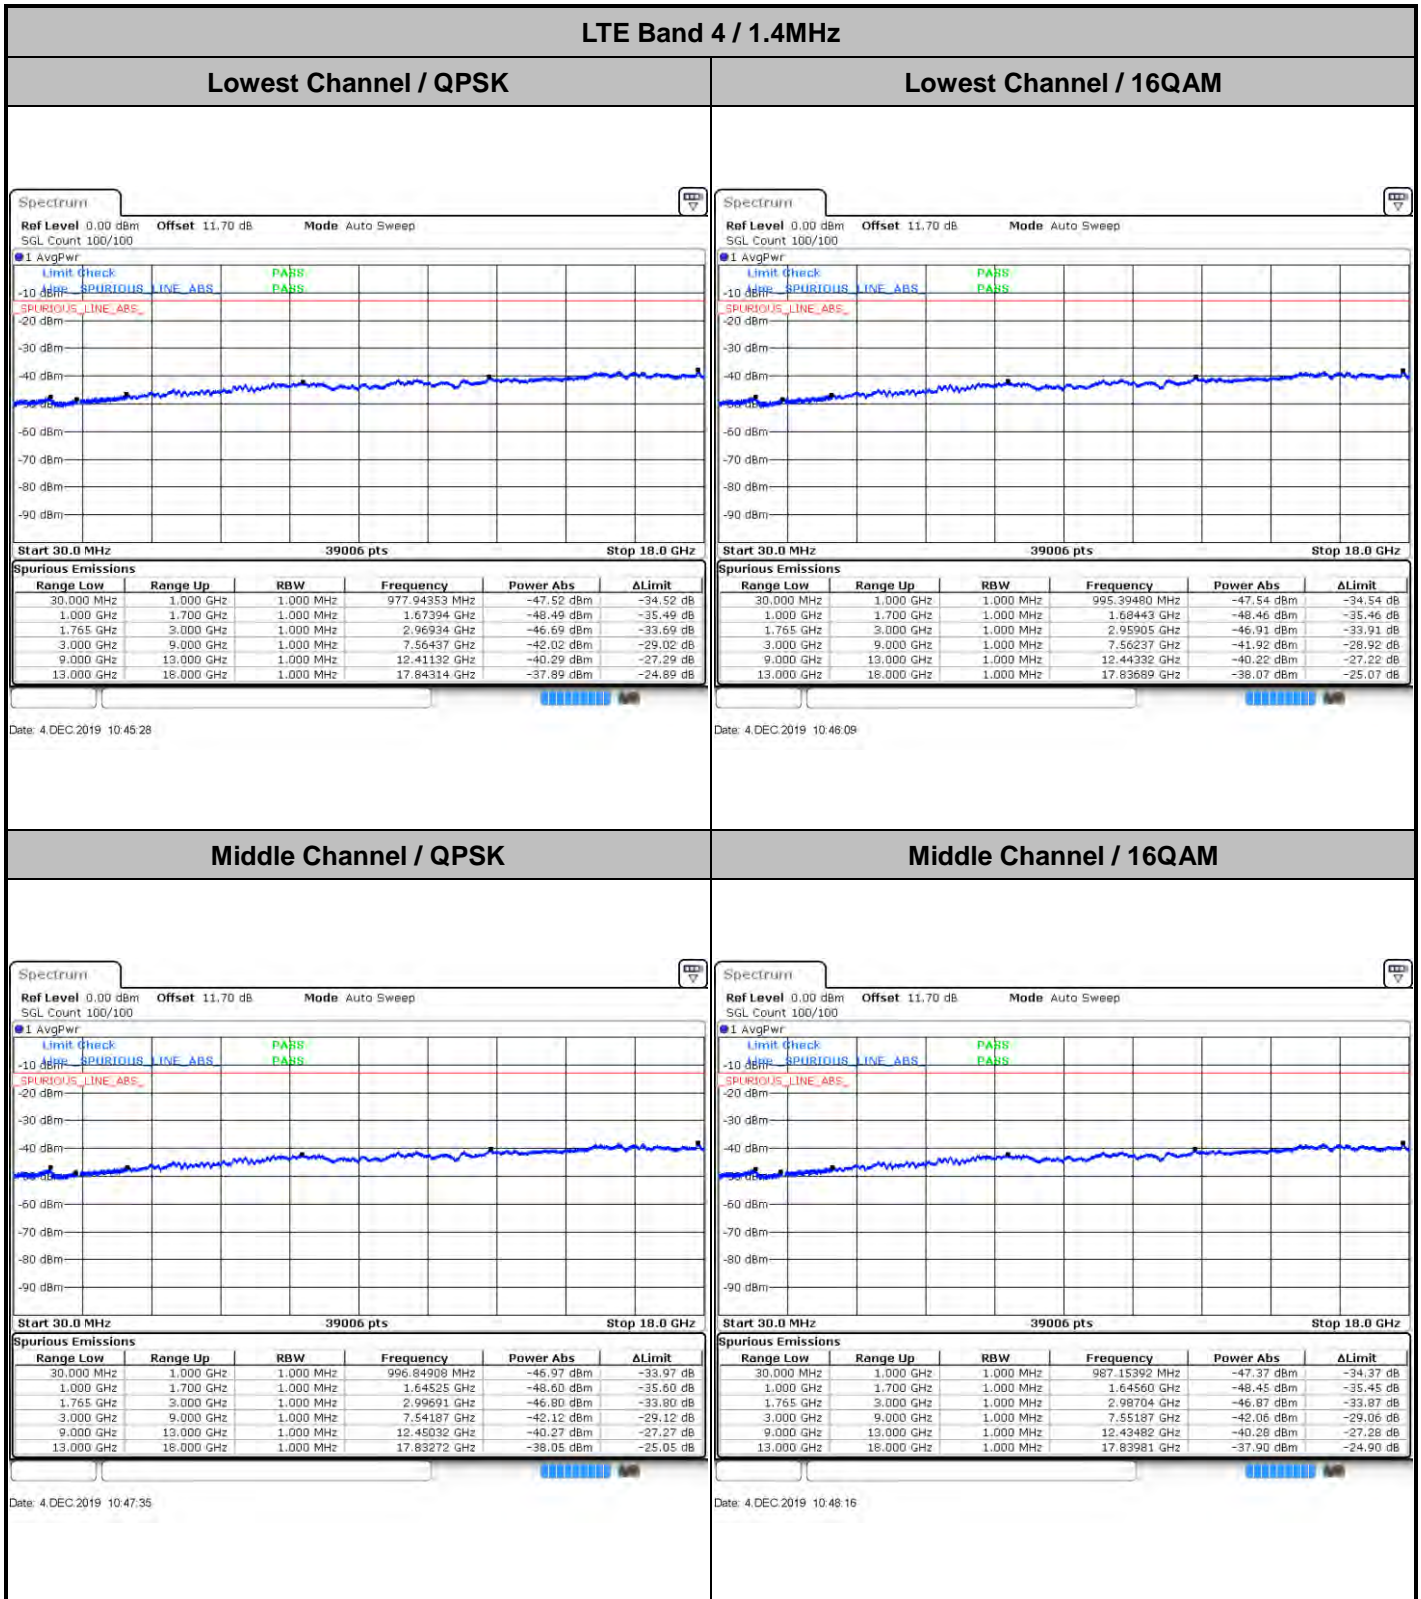 LTE Band 4 / 1.4MHz
Lowest Channel / QPSK
Lowest Channel / 16QAM
Spectrum
Ref Level 0.00 dBm Offset 11.70 dB Mode Auto Sweep
SGL Count 100/100
1 AvgPwr
Limit Check PASS
Line _SPURIOUS_LINE_ABS_ PASS
-10 dBm
_SPURIOUS_LINE_ABS_
-20 dBm
-30 dBm
-40 dBm
-50 dBm
-60 dBm
-70 dBm
-80 dBm
-90 dBm
Start 30.0 MHz 39006 pts Stop 18.0 GHz
Spurious Emissions
Range Low Range Up RBW Frequency Power Abs ΔLimit
30.000 MHz 1.000 GHz 1.000 MHz 977.94353 MHz -47.52 dBm -34.52 dB
1.000 GHz 1.700 GHz 1.000 MHz 1.67394 GHz -48.49 dBm -35.49 dB
1.765 GHz 3.000 GHz 1.000 MHz 2.96934 GHz -46.69 dBm -33.69 dB
3.000 GHz 9.000 GHz 1.000 MHz 7.56437 GHz -42.02 dBm -29.02 dB
9.000 GHz 13.000 GHz 1.000 MHz 12.41132 GHz -40.29 dBm -27.29 dB
13.000 GHz 18.000 GHz 1.000 MHz 17.84314 GHz -37.89 dBm -24.89 dB
Date: 4.DEC.2019 10:45:28
Spectrum
Ref Level 0.00 dBm Offset 11.70 dB Mode Auto Sweep
SGL Count 100/100
1 AvgPwr
Limit Check PASS
Line _SPURIOUS_LINE_ABS_ PASS
-10 dBm
_SPURIOUS_LINE_ABS_
-20 dBm
-30 dBm
-40 dBm
-50 dBm
-60 dBm
-70 dBm
-80 dBm
-90 dBm
Start 30.0 MHz 39006 pts Stop 18.0 GHz
Spurious Emissions
Range Low Range Up RBW Frequency Power Abs ΔLimit
30.000 MHz 1.000 GHz 1.000 MHz 995.39480 MHz -47.54 dBm -34.54 dB
1.000 GHz 1.700 GHz 1.000 MHz 1.68443 GHz -48.46 dBm -35.46 dB
1.765 GHz 3.000 GHz 1.000 MHz 2.95905 GHz -46.91 dBm -33.91 dB
3.000 GHz 9.000 GHz 1.000 MHz 7.56237 GHz -41.92 dBm -28.92 dB
9.000 GHz 13.000 GHz 1.000 MHz 12.44332 GHz -40.22 dBm -27.22 dB
13.000 GHz 18.000 GHz 1.000 MHz 17.83689 GHz -38.07 dBm -25.07 dB
Date: 4.DEC.2019 10:46:09
Middle Channel / QPSK
Middle Channel / 16QAM
Spectrum
Ref Level 0.00 dBm Offset 11.70 dB Mode Auto Sweep
SGL Count 100/100
1 AvgPwr
Limit Check PASS
Line _SPURIOUS_LINE_ABS_ PASS
-10 dBm
_SPURIOUS_LINE_ABS_
-20 dBm
-30 dBm
-40 dBm
-50 dBm
-60 dBm
-70 dBm
-80 dBm
-90 dBm
Start 30.0 MHz 39006 pts Stop 18.0 GHz
Spurious Emissions
Range Low Range Up RBW Frequency Power Abs ΔLimit
30.000 MHz 1.000 GHz 1.000 MHz 996.84908 MHz -46.97 dBm -33.97 dB
1.000 GHz 1.700 GHz 1.000 MHz 1.64525 GHz -48.60 dBm -35.60 dB
1.765 GHz 3.000 GHz 1.000 MHz 2.99691 GHz -46.80 dBm -33.80 dB
3.000 GHz 9.000 GHz 1.000 MHz 7.54187 GHz -42.12 dBm -29.12 dB
9.000 GHz 13.000 GHz 1.000 MHz 12.45032 GHz -40.27 dBm -27.27 dB
13.000 GHz 18.000 GHz 1.000 MHz 17.83272 GHz -38.05 dBm -25.05 dB
Date: 4.DEC.2019 10:47:35
Spectrum
Ref Level 0.00 dBm Offset 11.70 dB Mode Auto Sweep
SGL Count 100/100
1 AvgPwr
Limit Check PASS
Line _SPURIOUS_LINE_ABS_ PASS
-10 dBm
_SPURIOUS_LINE_ABS_
-20 dBm
-30 dBm
-40 dBm
-50 dBm
-60 dBm
-70 dBm
-80 dBm
-90 dBm
Start 30.0 MHz 39006 pts Stop 18.0 GHz
Spurious Emissions
Range Low Range Up RBW Frequency Power Abs ΔLimit
30.000 MHz 1.000 GHz 1.000 MHz 987.15392 MHz -47.37 dBm -34.37 dB
1.000 GHz 1.700 GHz 1.000 MHz 1.64560 GHz -48.45 dBm -35.45 dB
1.765 GHz 3.000 GHz 1.000 MHz 2.98704 GHz -46.87 dBm -33.87 dB
3.000 GHz 9.000 GHz 1.000 MHz 7.55187 GHz -42.06 dBm -29.06 dB
9.000 GHz 13.000 GHz 1.000 MHz 12.43482 GHz -40.28 dBm -27.28 dB
13.000 GHz 18.000 GHz 1.000 MHz 17.83981 GHz -37.90 dBm -24.90 dB
Date: 4.DEC.2019 10:48:16